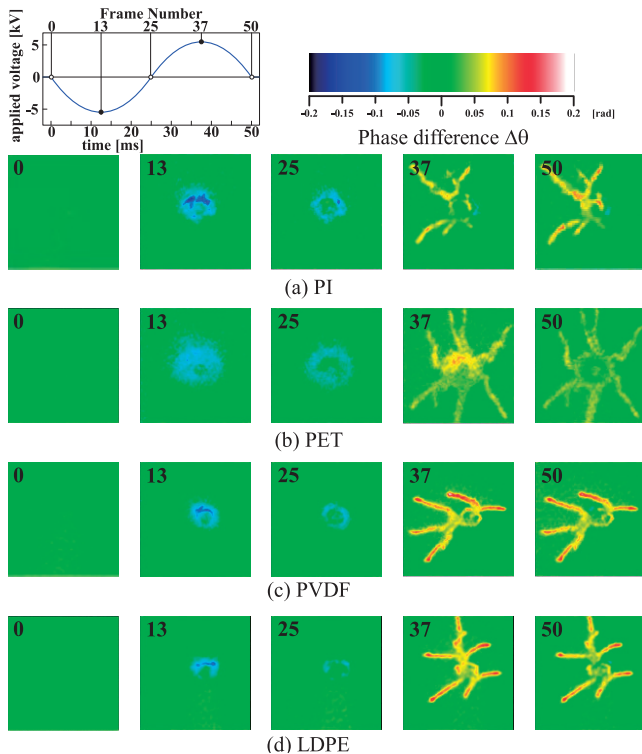 Frame Number
0 13 25 37 50
applied voltage [kV]
5
0
-5
0 10 20 30 40 50
time [ms]
-0.2 -0.15 -0.1 -0.05 0 0.05 0.1 0.15 0.2 [rad]
Phase difference Δθ
0 13 25 37 50
(a) PI
0 13 25 37 50
(b) PET
0 13 25 37 50
(c) PVDF
0 13 25 37 50
(d) LDPE